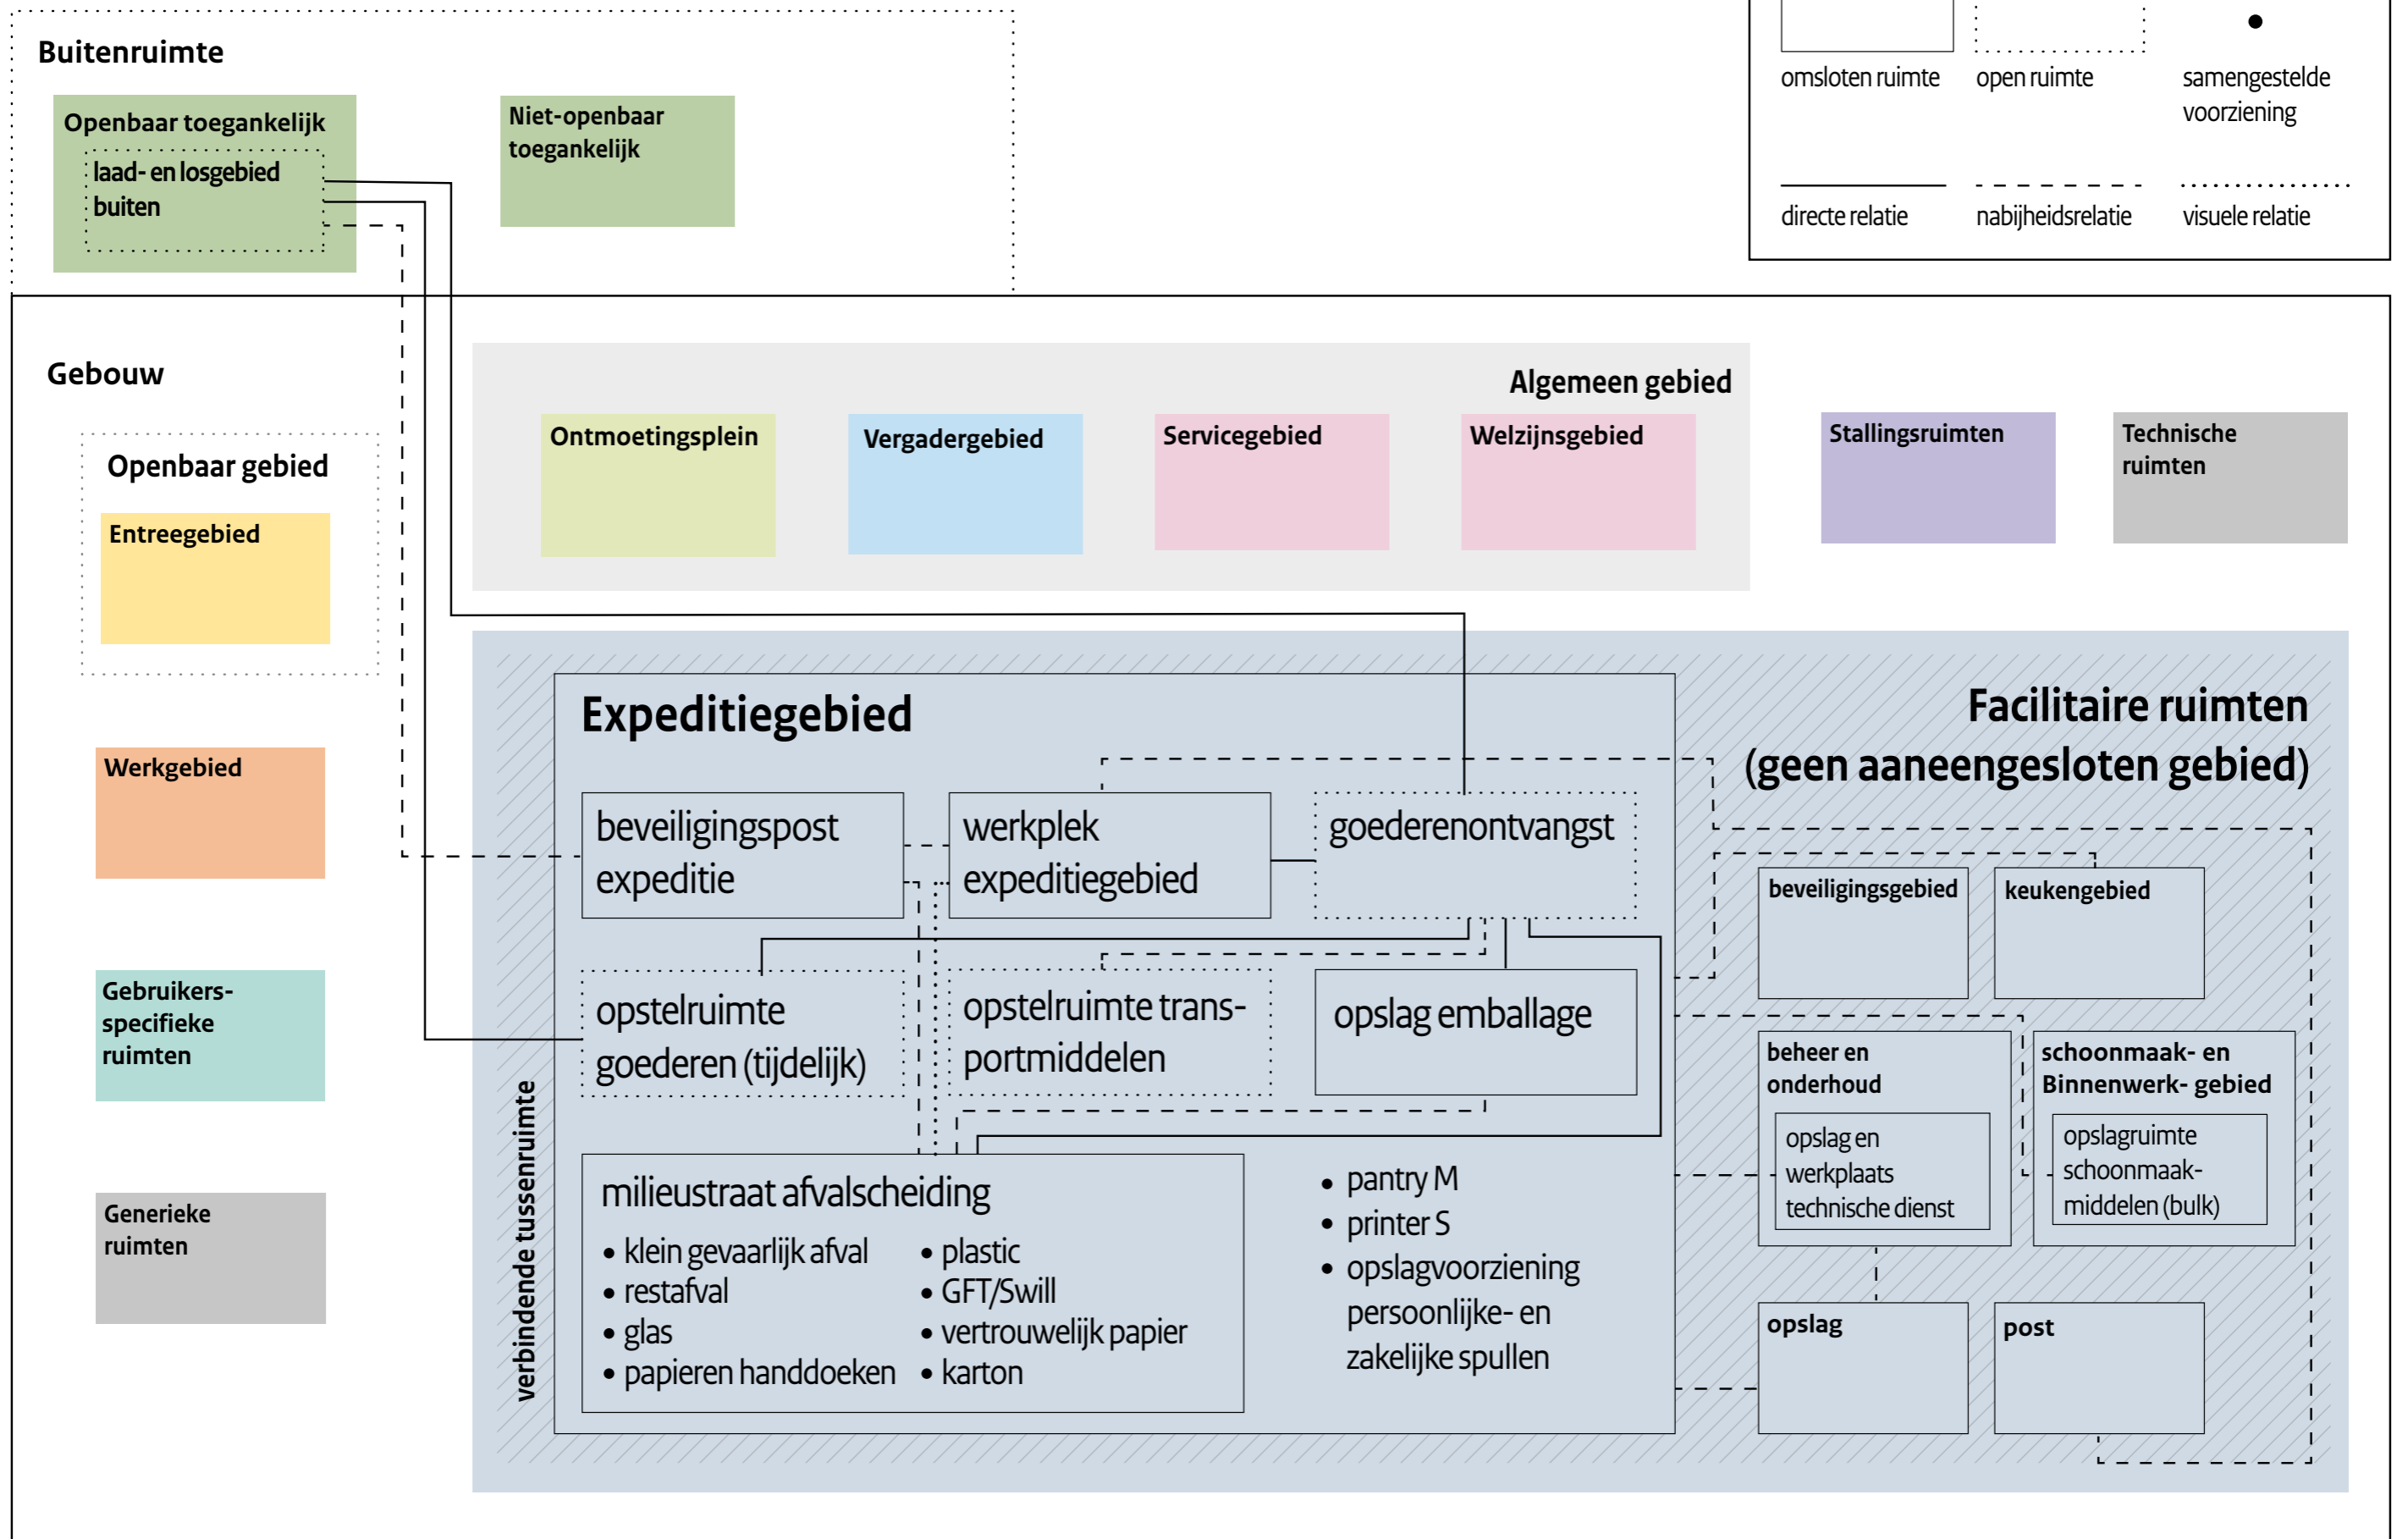 Buitenruimte
Openbaar toegankelijk
laad- en losgebied
buiten
Niet-openbaar
toegankelijk
omsloten ruimte
open ruimte
samengestelde
voorziening
directe relatie
nabijheidsrelatie
visuele relatie
Gebouw
Openbaar gebied
Entreegebied
Werkgebied
Gebruikers-
specifieke
ruimten
Generieke
ruimten
Algemeen gebied
Ontmoetingsplein
Vergadergebied
Servicegebied
Welzijnsgebied
Stallingsruimten
Technische
ruimten
Expeditiegebied
Facilitaire ruimten
(geen aaneengesloten gebied)
verbindende tussenruimte
beveiligingspost
expeditie
werkplek
expeditiegebied
goederenontvangst
opstelruimte
goederen (tijdelijk)
opstelruimte trans-
portmiddelen
opslag emballage
milieustraat afvalscheiding
• klein gevaarlijk afval
• restafval
• glas
• papieren handdoeken
• plastic
• GFT/Swill
• vertrouwelijk papier
• karton
• pantry M
• printer S
• opslagvoorziening
persoonlijke- en
zakelijke spullen
beveiligingsgebied
keukengebied
beheer en
onderhoud
opslag en
werkplaats
technische dienst
schoonmaak- en
Binnenwerk- gebied
opslagruimte
schoonmaak-
middelen (bulk)
opslag
post